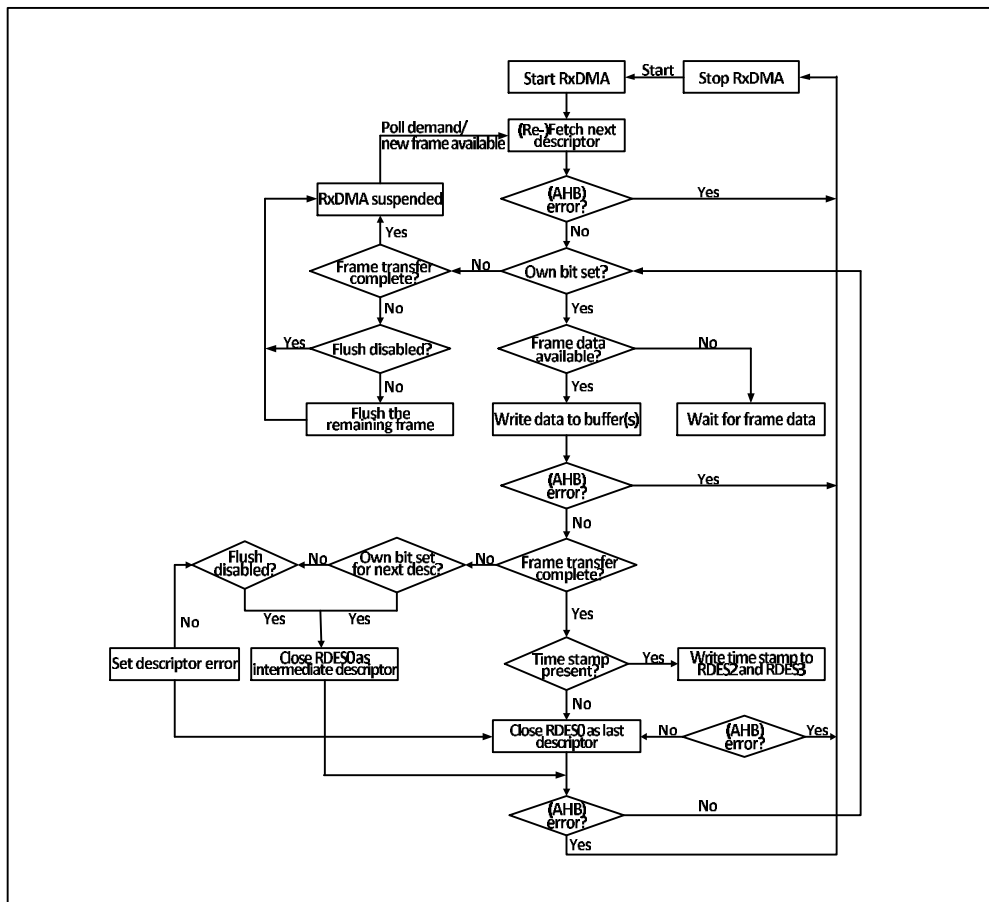 Start RxDMA
Start
Stop RxDMA
Poll demand/
new frame available
(Re-)Fetch next
descriptor
RxDMA suspended
(AHB)
error?
Yes
Yes
No
Frame transfer
complete?
No
Own bit set?
No
Yes
Yes
Flush disabled?
Frame data
available?
No
No
Yes
Flush the
remaining frame
Write data to buffer(s)
Wait for frame data
(AHB)
error?
Yes
No
Flush
disabled?
No
Own bit set
for next desc?
No
Frame transfer
complete?
No
Yes
Yes
Yes
Set descriptor error
Close RDES0 as
intermediate descriptor
Time stamp
present?
Yes
Write time stamp to
RDES2 and RDES3
No
Close RDES0 as last
descriptor
No
(AHB)
error?
Yes
(AHB)
error?
No
Yes